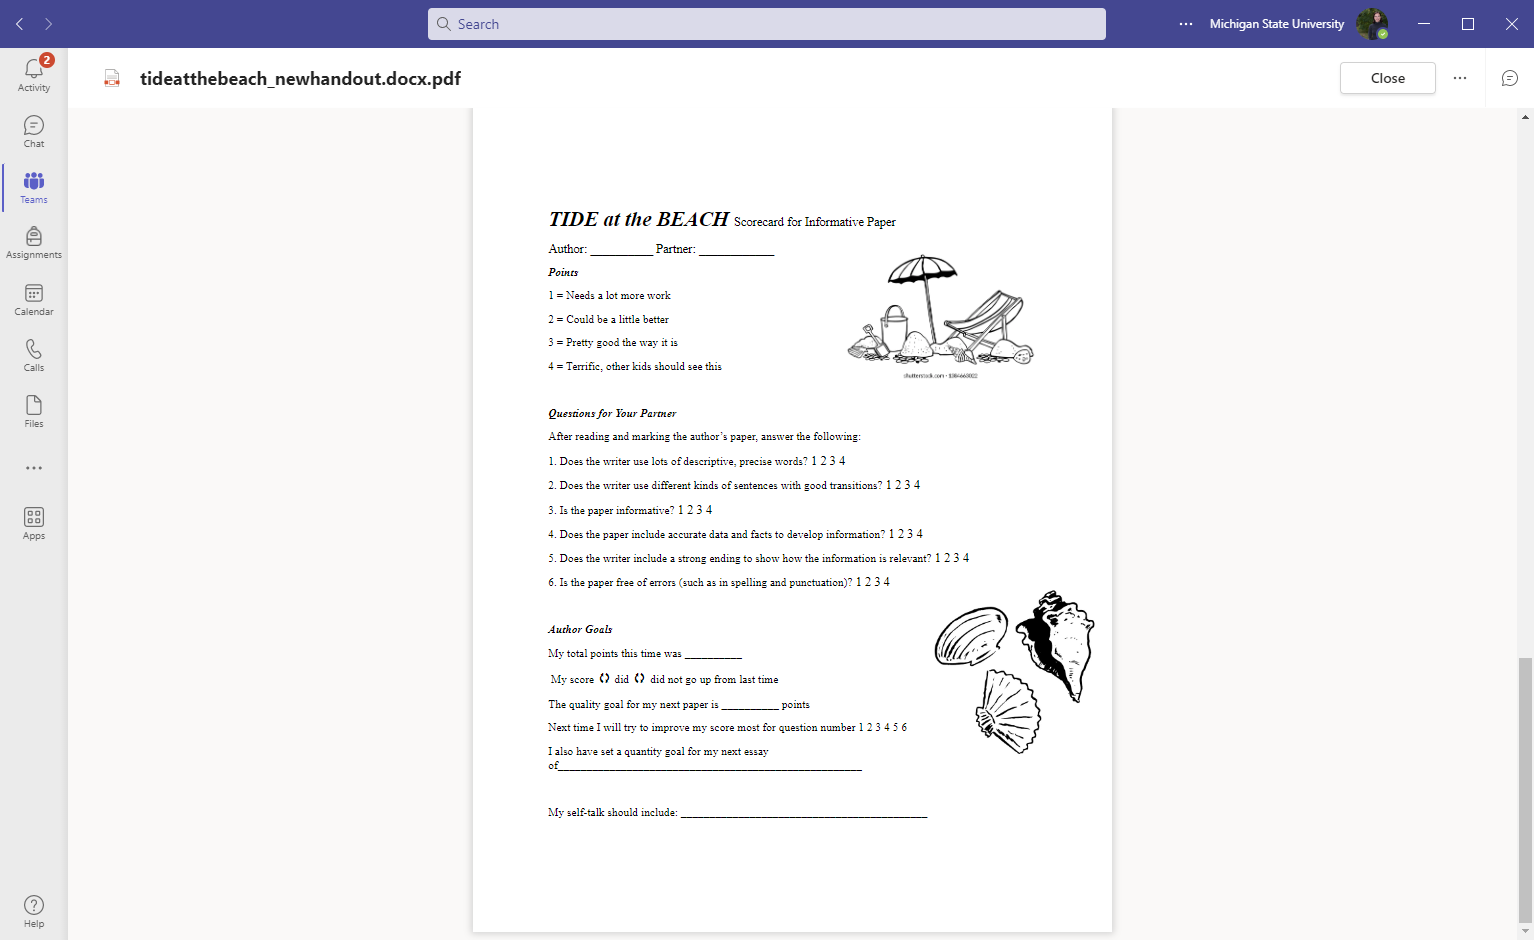 Search
Michigan State University
2
Activity
Chat
Teams
Assignments
Calendar
Calls
Files
Apps
Help
tideatthebeach_newhandout.docx.pdf
Close
TIDE at the BEACH Scorecard for Informative Paper
Author: __________ Partner: ____________
Points
1 = Needs a lot more work
2 = Could be a little better
3 = Pretty good the way it is
4 = Terrific, other kids should see this
shutterstock.com • 1384663022
Questions for Your Partner
After reading and marking the author's paper, answer the following:
1. Does the writer use lots of descriptive, precise words? 1 2 3 4
2. Does the writer use different kinds of sentences with good transitions? 1 2 3 4
3. Is the paper informative? 1 2 3 4
4. Does the paper include accurate data and facts to develop information? 1 2 3 4
5. Does the writer include a strong ending to show how the information is relevant? 1 2 3 4
6. Is the paper free of errors (such as in spelling and punctuation)? 1 2 3 4
Author Goals
My total points this time was __________
My score () did () did not go up from last time
The quality goal for my next paper is __________ points
Next time I will try to improve my score most for question number 1 2 3 4 5 6
I also have set a quantity goal for my next essay
of______________________________________________________
My self-talk should include: ____________________________________________